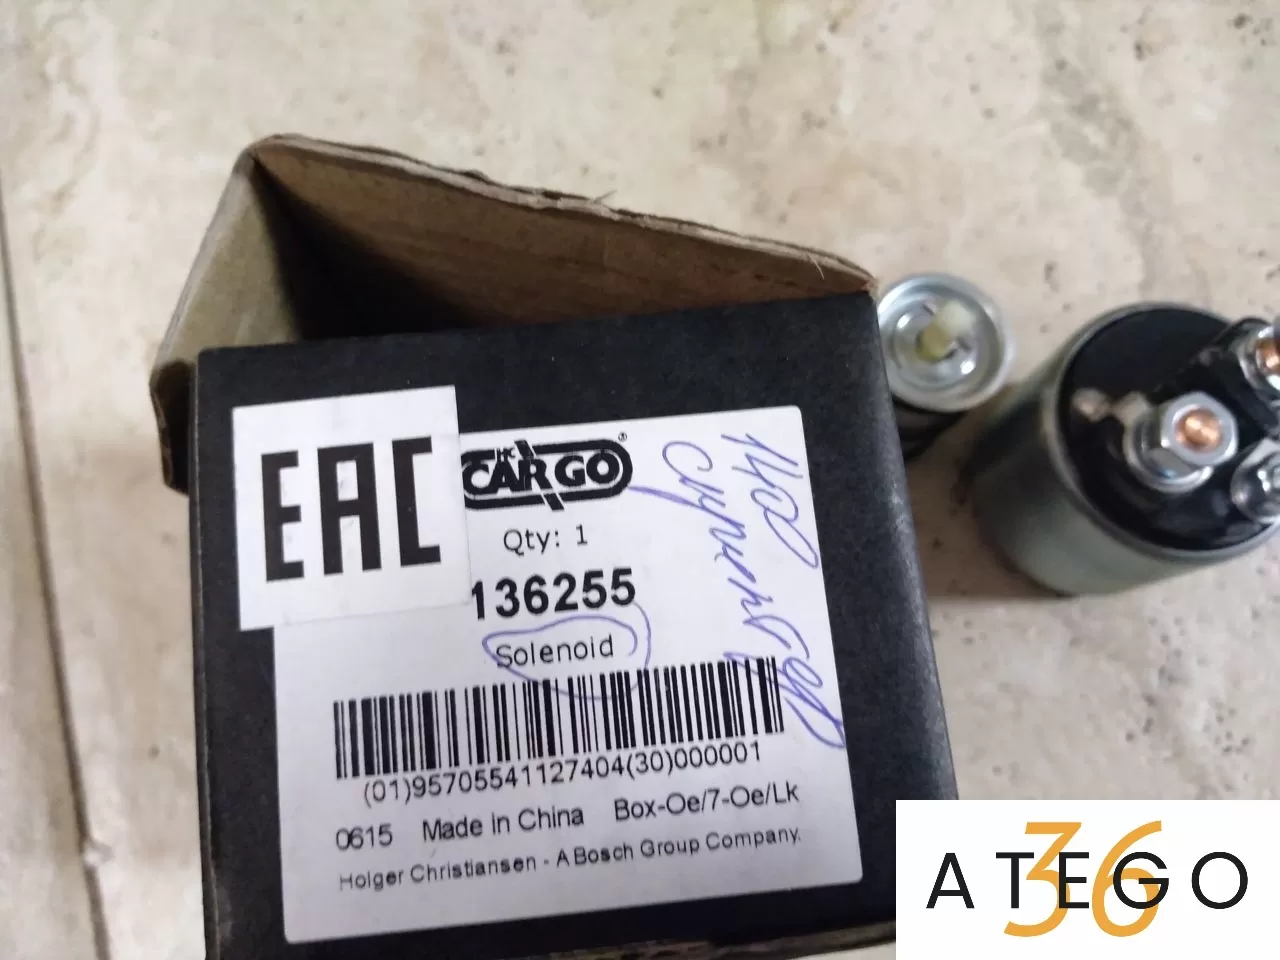 EAC
HC
CARGO®
Qty: 1
136255
Solenoid
(01)95705541127404(30)000001
0615 Made in China Box-Oe/7-Oe/Lk
Holger Christiansen - A Bosch Group Company.
1400
ATEGO
36